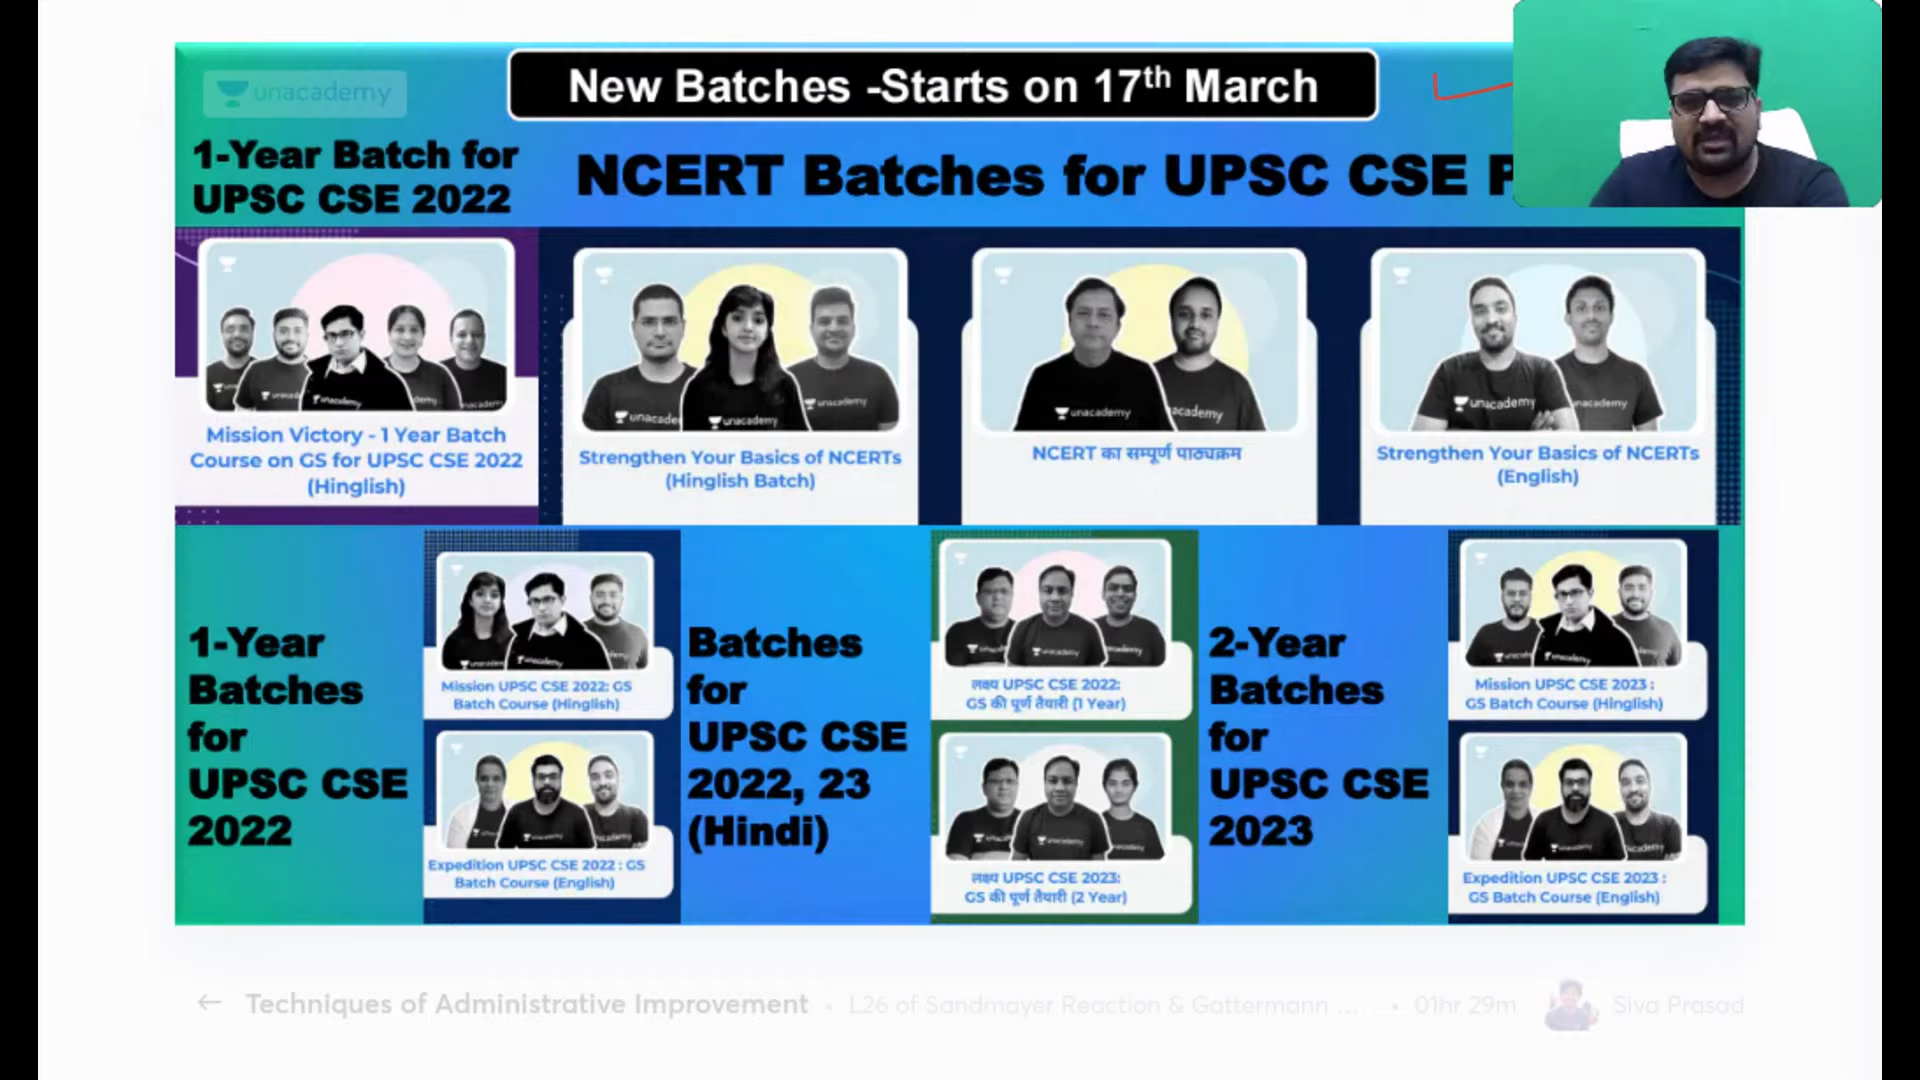 unacademy
New Batches -Starts on 17th March
1-Year Batch for
UPSC CSE 2022
NCERT Batches for UPSC CSE
Mission Victory - 1 Year Batch
Course on GS for UPSC CSE 2022
(Hinglish)
Strengthen Your Basics of NCERTs
(Hinglish Batch)
NCERT का सम्पूर्ण पाठ्यक्रम
Strengthen Your Basics of NCERTs
(English)
1-Year
Batches
for
UPSC CSE
2022
Mission UPSC CSE 2022: GS
Batch Course (Hinglish)
Expedition UPSC CSE 2022 : GS
Batch Course (English)
Batches
for
UPSC CSE
2022, 23
(Hindi)
लक्ष्य UPSC CSE 2022:
GS की पूर्ण तैयारी (1 Year)
लक्ष्य UPSC CSE 2023:
GS की पूर्ण तैयारी (2 Year)
2-Year
Batches
for
UPSC CSE
2023
Mission UPSC CSE 2023 :
GS Batch Course (Hinglish)
Expedition UPSC CSE 2023 :
GS Batch Course (English)
Techniques of Administrative Improvement • L26 of Sandmayer Reaction & Gattermann ... • 01hr 29m Siva Prasad